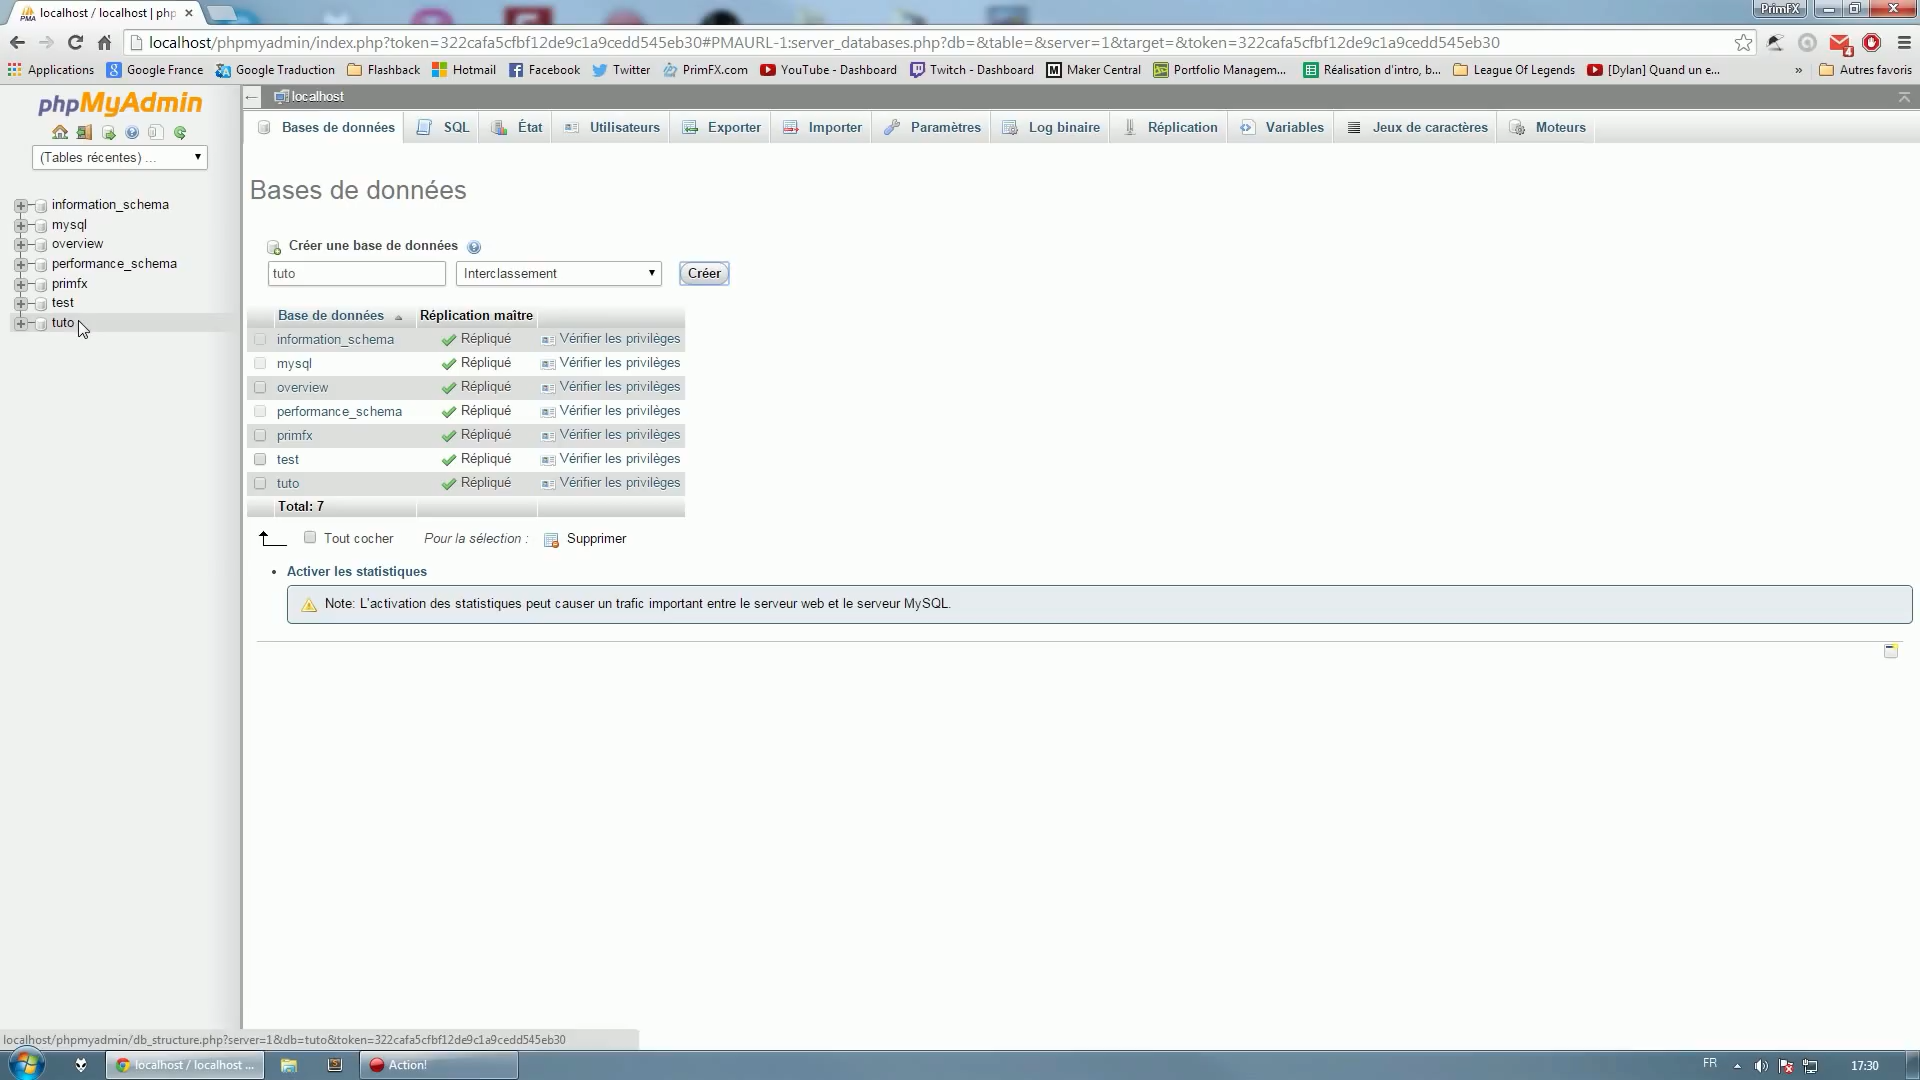 localhost / localhost | php
PrimFX
localhost/phpmyadmin/index.php?token=322cafa5cfbf12de9c1a9cedd545eb30#PMAURL-1:server_databases.php?db=&table=&server=1&target=&token=322cafa5cfbf12de9c1a9cedd545eb30
4
Applications Google France Google Traduction Flashback Hotmail Facebook Twitter PrimFX.com YouTube - Dashboard Twitch - Dashboard Maker Central Portfolio Managem... Réalisation d'intro, b... League Of Legends [Dylan] Quand un e... » Autres favoris
phpMyAdmin
(Tables récentes) ...
information_schema
mysql
overview
performance_schema
primfx
test
tuto
localhost
Bases de données SQL État Utilisateurs Exporter Importer Paramètres Log binaire Réplication Variables Jeux de caractères Moteurs
Bases de données
Créer une base de données
tuto Interclassement Créer
Base de données Réplication maître
information_schema Répliqué Vérifier les privilèges
mysql Répliqué Vérifier les privilèges
overview Répliqué Vérifier les privilèges
performance_schema Répliqué Vérifier les privilèges
primfx Répliqué Vérifier les privilèges
test Répliqué Vérifier les privilèges
tuto Répliqué Vérifier les privilèges
Total: 7
Tout cocher Pour la sélection : Supprimer
Activer les statistiques
Note: L'activation des statistiques peut causer un trafic important entre le serveur web et le serveur MySQL.
localhost/phpmyadmin/db_structure.php?server=1&db=tuto&token=322cafa5cfbf12de9c1a9cedd545eb30
localhost / localhost ... Action! FR 17:30